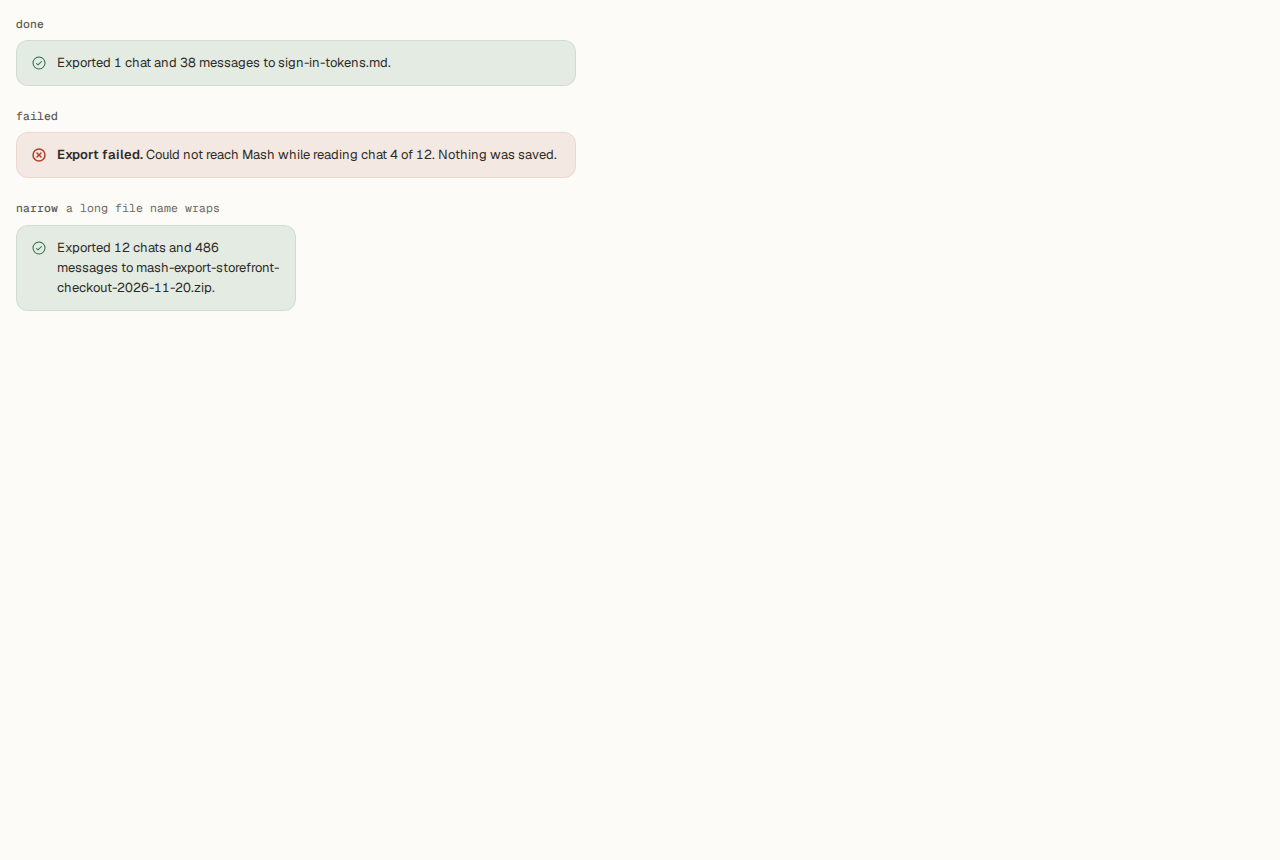 done
Exported 1 chat and 38 messages to sign-in-tokens.md.
failed
Export failed. Could not reach Mash while reading chat 4 of 12. Nothing was saved.
narrow a long file name wraps
Exported 12 chats and 486
messages to mash-export-storefront-
checkout-2026-11-20.zip.